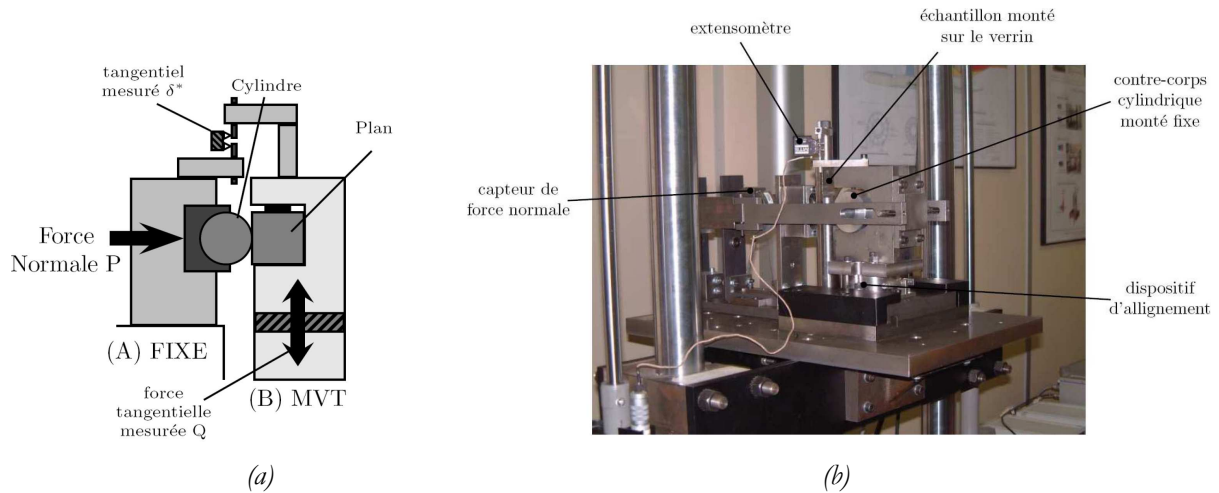 tangentiel
mesuré δ*
Cylindre
Plan
Force
Normale P
(A) FIXE
(B) MVT
force
tangentielle
mesurée Q
(a)
extensomètre
échantillon monté
sur le verrin
contre-corps
cylindrique
monté fixe
capteur de
force normale
dispositif
d'allignement
(b)